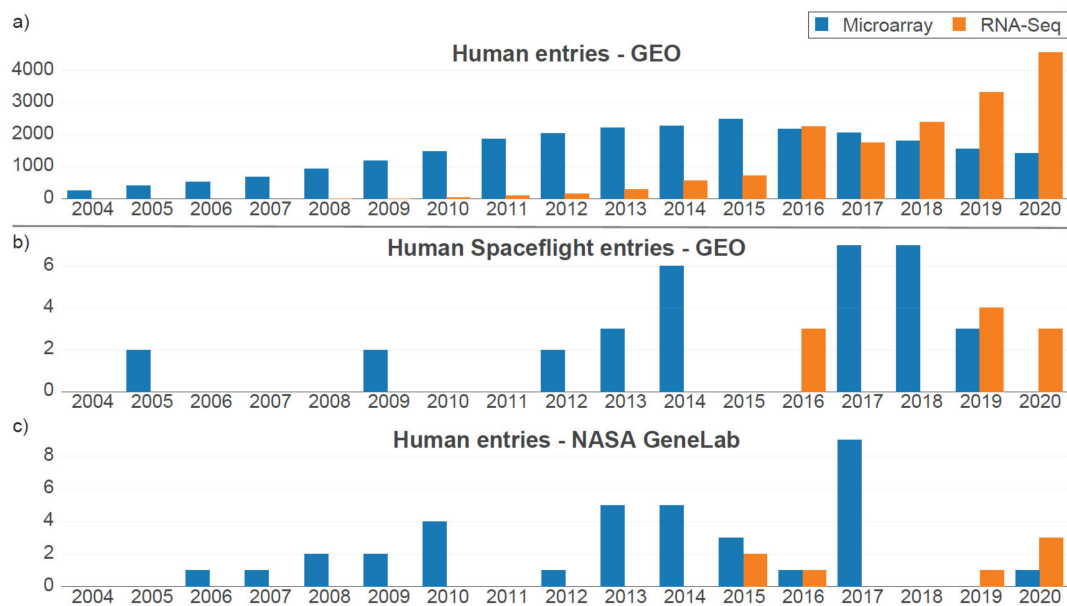 a)
Microarray RNA-Seq
Human entries - GEO
4000
3000
2000
1000
0
2004 2005 2006 2007 2008 2009 2010 2011 2012 2013 2014 2015 2016 2017 2018 2019 2020
b)
Human Spaceflight entries - GEO
6
4
2
0
2004 2005 2006 2007 2008 2009 2010 2011 2012 2013 2014 2015 2016 2017 2018 2019 2020
c)
Human entries - NASA GeneLab
8
6
4
2
0
2004 2005 2006 2007 2008 2009 2010 2011 2012 2013 2014 2015 2016 2017 2018 2019 2020